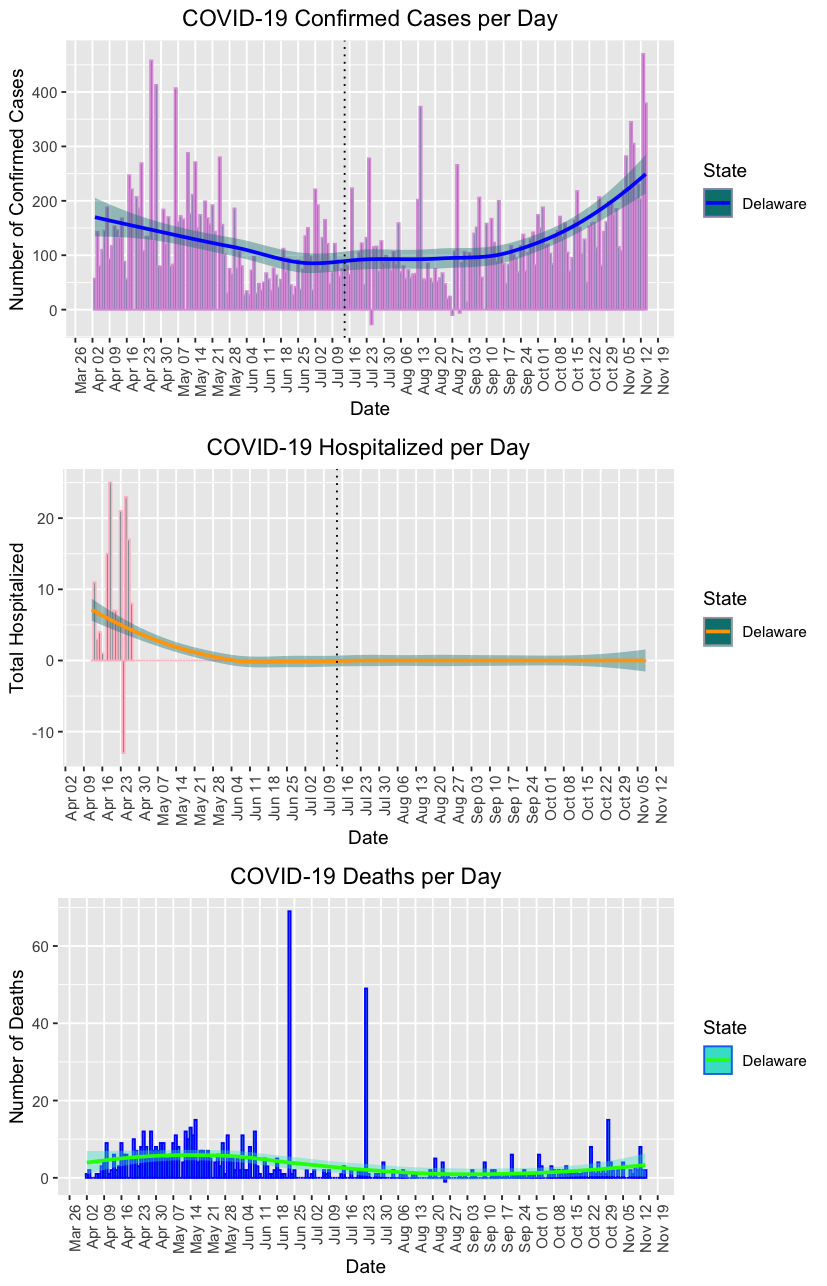 COVID-19 Confirmed Cases per Day
Number of Confirmed Cases
400
300
200
100
0
Mar 26
Apr 02
Apr 09
Apr 16
Apr 23
Apr 30
May 07
May 14
May 21
May 28
Jun 04
Jun 11
Jun 18
Jun 25
Jul 02
Jul 09
Jul 16
Jul 23
Jul 30
Aug 06
Aug 13
Aug 20
Aug 27
Sep 03
Sep 10
Sep 17
Sep 24
Oct 01
Oct 08
Oct 15
Oct 22
Oct 29
Nov 05
Nov 12
Nov 19
Date
State
Delaware
COVID-19 Hospitalized per Day
Total Hospitalized
20
10
0
-10
Apr 02
Apr 09
Apr 16
Apr 23
Apr 30
May 07
May 14
May 21
May 28
Jun 04
Jun 11
Jun 18
Jun 25
Jul 02
Jul 09
Jul 16
Jul 23
Jul 30
Aug 06
Aug 13
Aug 20
Aug 27
Sep 03
Sep 10
Sep 17
Sep 24
Oct 01
Oct 08
Oct 15
Oct 22
Oct 29
Nov 05
Nov 12
Date
State
Delaware
COVID-19 Deaths per Day
Number of Deaths
60
40
20
0
Mar 26
Apr 02
Apr 09
Apr 16
Apr 23
Apr 30
May 07
May 14
May 21
May 28
Jun 04
Jun 11
Jun 18
Jun 25
Jul 02
Jul 09
Jul 16
Jul 23
Jul 30
Aug 06
Aug 13
Aug 20
Aug 27
Sep 03
Sep 10
Sep 17
Sep 24
Oct 01
Oct 08
Oct 15
Oct 22
Oct 29
Nov 05
Nov 12
Nov 19
Date
State
Delaware